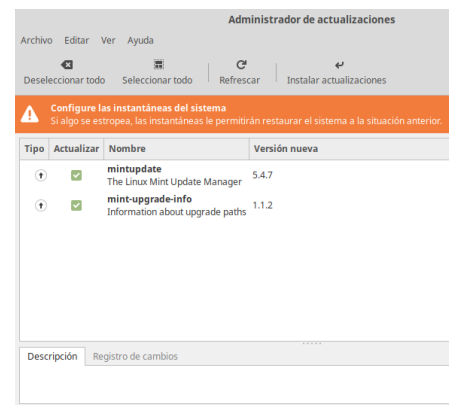 Administrador de actualizaciones
Archivo Editar Ver Ayuda
Deseleccionar todo Seleccionar todo Refrescar Instalar actualizaciones
Configure las instantáneas del sistema
Si algo se estropea, las instantáneas le permitirán restaurar el sistema a la situación anterior.
Tipo Actualizar Nombre Versión nueva
mintupdate
The Linux Mint Update Manager 5.4.7
mint-upgrade-info
Information about upgrade paths 1.1.2
Descripción Registro de cambios